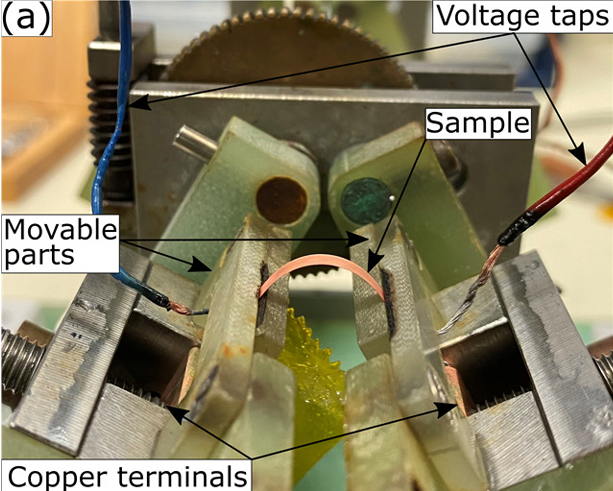 (a)
Voltage taps
Sample
Movable
parts
Copper terminals